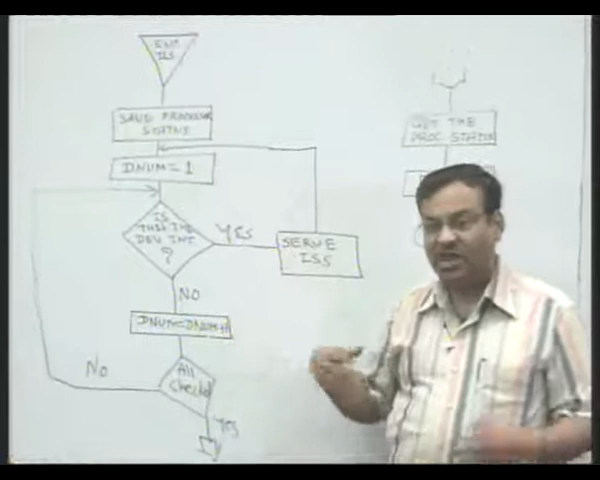 ENT
ISS
SAVE PROCESSOR
STATUS
DNUM=1
IS
THIS THE
DEV INT
?
YES
SERVE
ISS
NO
DNUM=DNUM+1
All
Checked
No
YES
GET THE
PROC STATUS